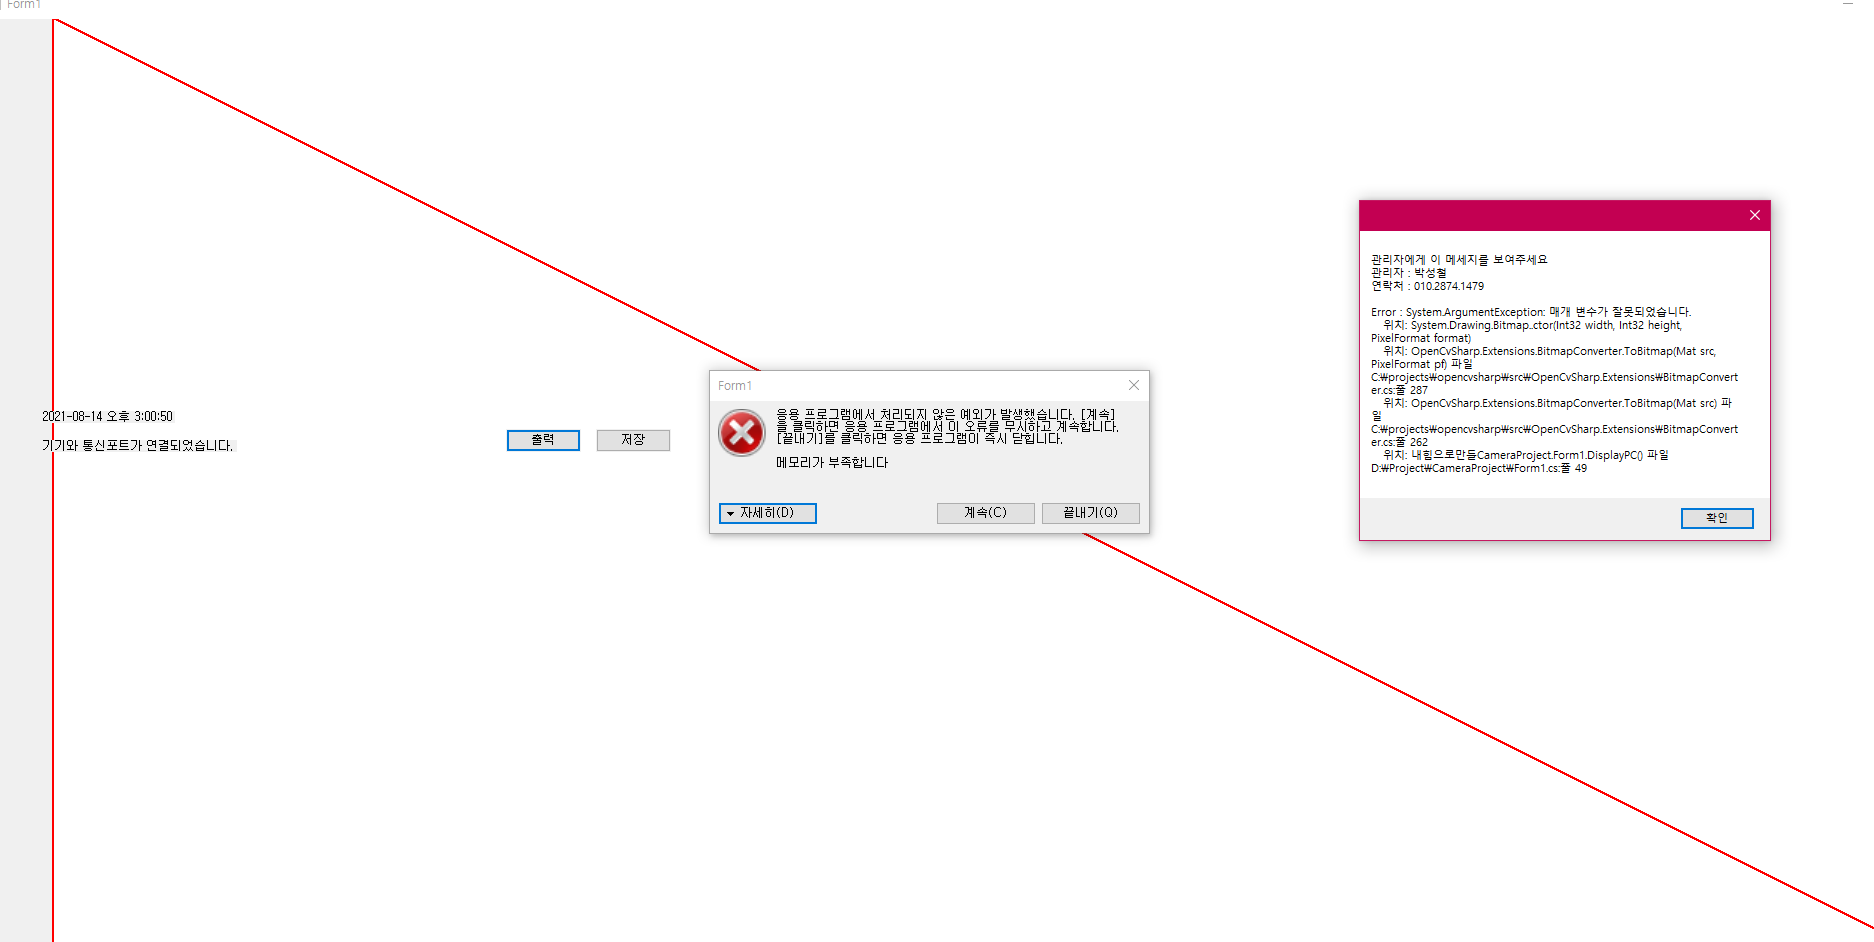 Form1
2021-08-14 오후 3:00:50
기기와 통신포트가 연결되었습니다.
출력
저장
Form1
응용 프로그램에서 처리되지 않은 예외가 발생했습니다. [계속]
을 클릭하면 응용 프로그램에서 이 오류를 무시하고 계속합니다.
[끝내기]를 클릭하면 응용 프로그램이 즉시 닫힙니다.
메모리가 부족합니다
자세히(D)
계속(C)
끝내기(Q)
관리자에게 이 메세지를 보여주세요
관리자 : 박성철
연락처 : 010.2874.1479
Error : System.ArgumentException: 매개 변수가 잘못되었습니다.
위치: System.Drawing.Bitmap..ctor(Int32 width, Int32 height,
PixelFormat format)
위치: OpenCvSharp.Extensions.BitmapConverter.ToBitmap(Mat src,
PixelFormat pf) 파일
C:₩projects₩opencvsharp₩src₩OpenCvSharp.Extensions₩BitmapConvert
er.cs:줄 287
위치: OpenCvSharp.Extensions.BitmapConverter.ToBitmap(Mat src) 파
일
C:₩projects₩opencvsharp₩src₩OpenCvSharp.Extensions₩BitmapConvert
er.cs:줄 262
위치: 내힘으로만들CameraProject.Form1.DisplayPC() 파일
D:₩Project₩CameraProject₩Form1.cs:줄 49
확인